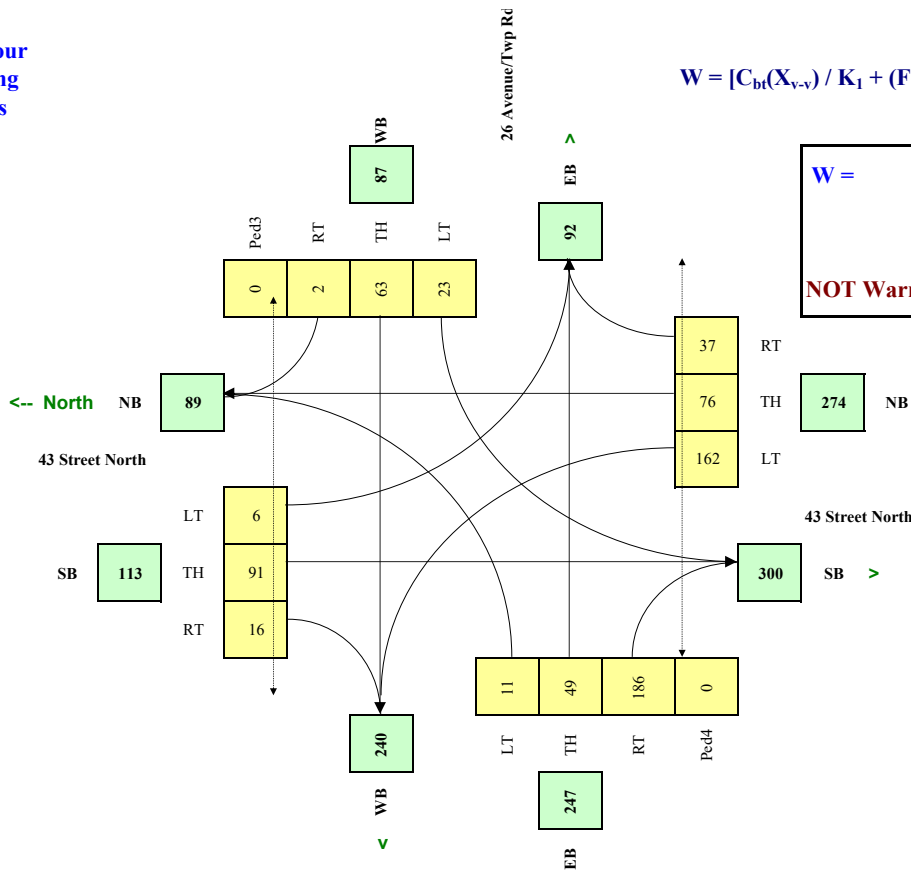 our
ng
s
26 Avenue/Twp Rd
W = [Cbt(Xv-v) / K1 + (F
WB
87
^
EB
92
W =
NOT Warr
Ped3
RT
TH
LT
0
2
63
23
37
RT
76
TH
162
LT
274
NB
<-- North
NB
89
43 Street North
43 Street North
LT
6
TH
91
RT
16
SB
113
300
SB
>
11
49
186
0
LT
TH
RT
Ped4
240
WB
v
247
EB